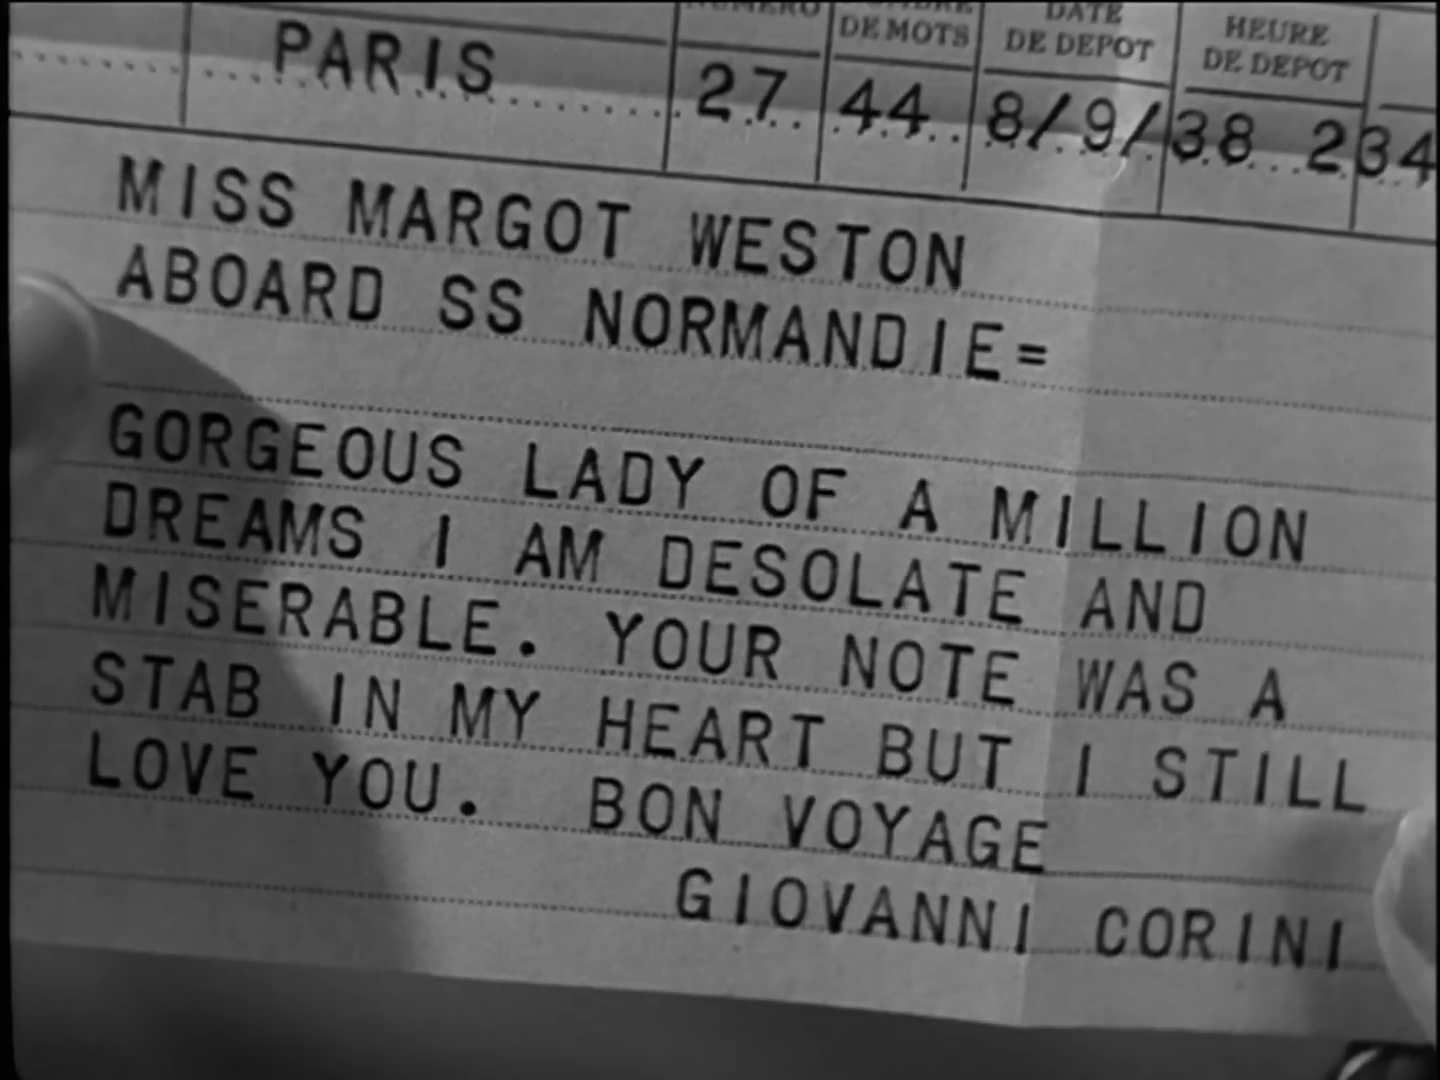 NUMERO
DE MOTS
DATE
DE DEPOT
HEURE
DE DEPOT
PARIS 27 44 8/9/38 234
MISS MARGOT WESTON
ABOARD SS NORMANDIE=
GORGEOUS LADY OF A MILLION
DREAMS I AM DESOLATE AND
MISERABLE. YOUR NOTE WAS A
STAB IN MY HEART BUT I STILL
LOVE YOU. BON VOYAGE
GIOVANNI CORINI